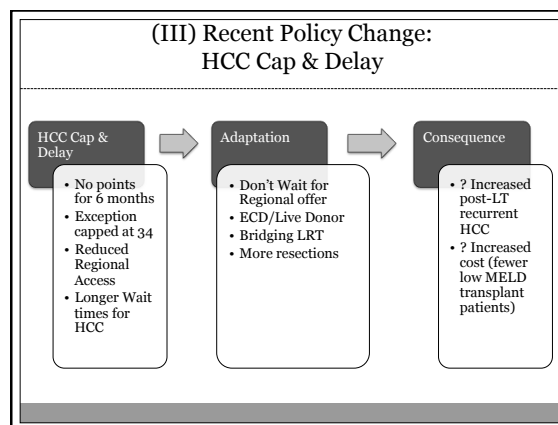 (III) Recent Policy Change:
HCC Cap & Delay
HCC Cap &
Delay
• No points
for 6 months
• Exception
capped at 34
• Reduced
Regional
Access
• Longer Wait
times for
HCC
Adaptation
• Don't Wait for
Regional offer
• ECD/Live Donor
• Bridging LRT
• More resections
Consequence
• ? Increased
post-LT
recurrent
HCC
• ? Increased
cost (fewer
low MELD
transplant
patients)